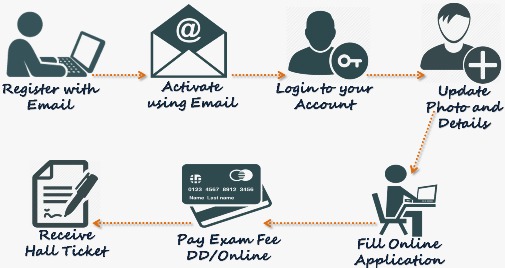 @
Register with
Email
Activate
using Email
Login to your
Account
Update
Photo and
Details
Fill Online
Application
0123 4567 8912 3456
Name Last name
Pay Exam Fee
DD/Online
Receive
Hall Ticket